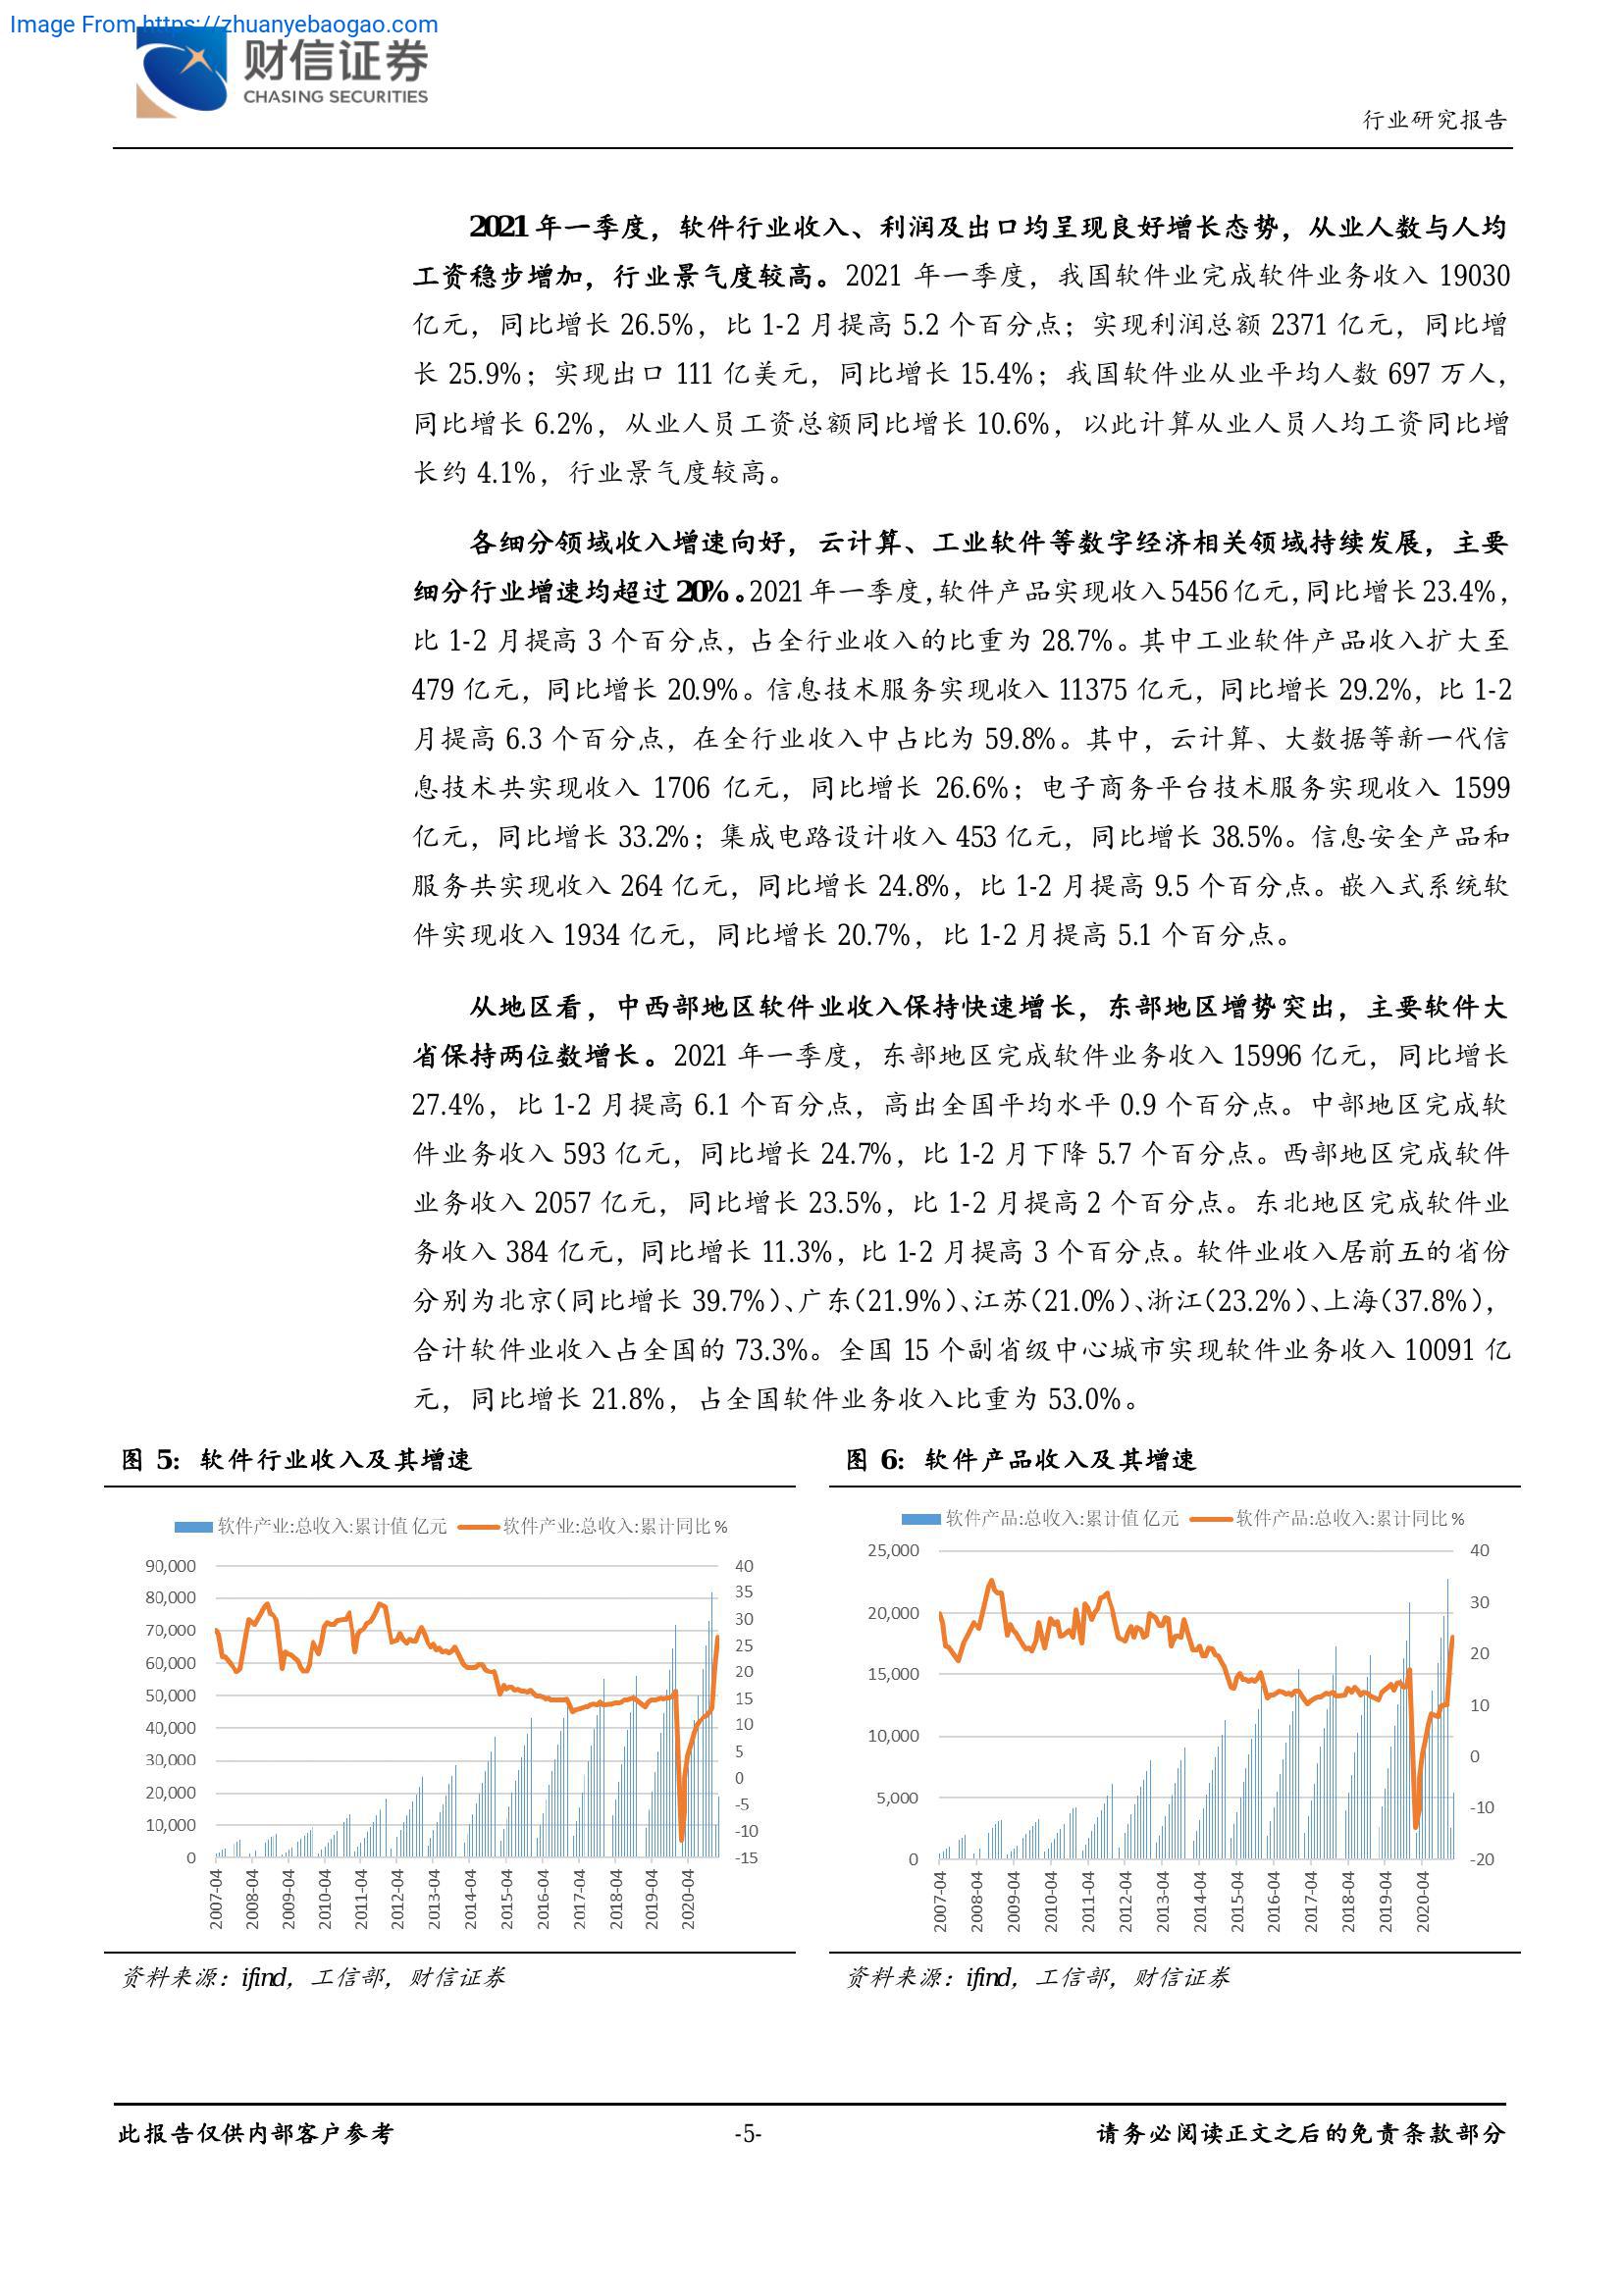 Image From https://zhuanyebaogao.com
财信证券
CHASING SECURITIES
行业研究报告
2021 年一季度，软件行业收入、利润及出口均呈现良好增长态势，从业人数与人均
工资稳步增加，行业景气度较高。2021 年一季度，我国软件业完成软件业务收入 19030
亿元，同比增长 26.5%，比 1-2 月提高 5.2 个百分点；实现利润总额 2371 亿元，同比增
长 25.9%；实现出口 111 亿美元，同比增长 15.4%；我国软件业从业平均人数 697 万人，
同比增长 6.2%，从业人员工资总额同比增长 10.6%，以此计算从业人员人均工资同比增
长约 4.1%，行业景气度较高。
各细分领域收入增速向好，云计算、工业软件等数字经济相关领域持续发展，主要
细分行业增速均超过 20%。2021 年一季度，软件产品实现收入 5456 亿元，同比增长 23.4%，
比 1-2 月提高 3 个百分点，占全行业收入的比重为 28.7%。其中工业软件产品收入扩大至
479 亿元，同比增长 20.9%。信息技术服务实现收入 11375 亿元，同比增长 29.2%，比 1-2
月提高 6.3 个百分点，在全行业收入中占比为 59.8%。其中，云计算、大数据等新一代信
息技术共实现收入 1706 亿元，同比增长 26.6%；电子商务平台技术服务实现收入 1599
亿元，同比增长 33.2%；集成电路设计收入 453 亿元，同比增长 38.5%。信息安全产品和
服务共实现收入 264 亿元，同比增长 24.8%，比 1-2 月提高 9.5 个百分点。嵌入式系统软
件实现收入 1934 亿元，同比增长 20.7%，比 1-2 月提高 5.1 个百分点。
从地区看，中西部地区软件业收入保持快速增长，东部地区增势突出，主要软件大
省保持两位数增长。2021 年一季度，东部地区完成软件业务收入 15996 亿元，同比增长
27.4%，比 1-2 月提高 6.1 个百分点，高出全国平均水平 0.9 个百分点。中部地区完成软
件业务收入 593 亿元，同比增长 24.7%，比 1-2 月下降 5.7 个百分点。西部地区完成软件
业务收入 2057 亿元，同比增长 23.5%，比 1-2 月提高 2 个百分点。东北地区完成软件业
务收入 384 亿元，同比增长 11.3%，比 1-2 月提高 3 个百分点。软件业收入居前五的省份
分别为北京（同比增长 39.7%）、广东（21.9%）、江苏（21.0%）、浙江（23.2%）、上海（37.8%），
合计软件业收入占全国的 73.3%。全国 15 个副省级中心城市实现软件业务收入 10091 亿
元，同比增长 21.8%，占全国软件业务收入比重为 53.0%。
图 5：软件行业收入及其增速
软件产业:总收入:累计值 亿元 软件产业:总收入:累计同比 %
90,000 40
80,000 35
70,000 30
60,000 25
50,000 20
40,000 15
30,000 10
20,000 5
10,000 0
0 -5
-10
-15
2007-04 2008-04 2009-04 2010-04 2011-04 2012-04 2013-04 2014-04 2015-04 2016-04 2017-04 2018-04 2019-04 2020-04
资料来源：ifind，工信部，财信证券
图 6：软件产品收入及其增速
软件产品:总收入:累计值 亿元 软件产品:总收入:累计同比 %
25,000 40
20,000 30
15,000 20
10,000 10
5,000 0
0 -10
-20
2007-04 2008-04 2009-04 2010-04 2011-04 2012-04 2013-04 2014-04 2015-04 2016-04 2017-04 2018-04 2019-04 2020-04
资料来源：ifind，工信部，财信证券
此报告仅供内部客户参考 -5- 请务必阅读正文之后的免责条款部分